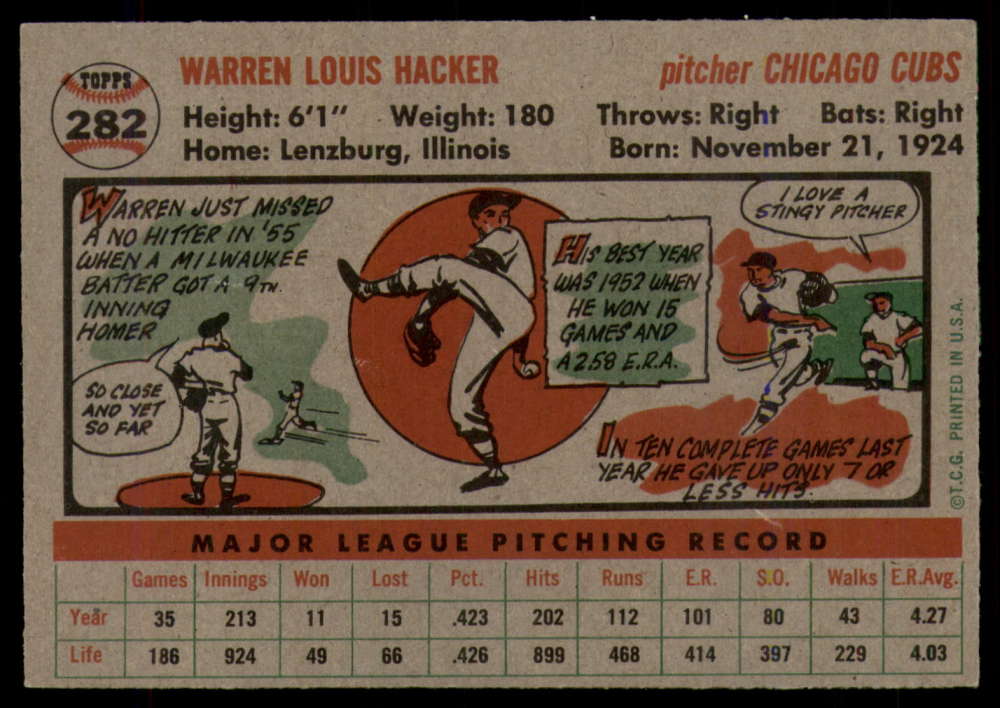 TOPPS
282
WARREN LOUIS HACKER
pitcher CHICAGO CUBS
Height: 6'1" Weight: 180 Throws: Right Bats: Right
Home: Lenzburg, Illinois Born: November 21, 1924
WARREN JUST MISSED
A NO HITTER IN '55
WHEN A MILWAUKEE
BATTER GOT A 9TH.
INNING
HOMER
SO CLOSE
AND YET
SO FAR
HIS BEST YEAR
WAS 1952 WHEN
HE WON 15
GAMES AND
A 2.58 E.R.A.
I LOVE A
STINGY PITCHER
IN TEN COMPLETE GAMES LAST
YEAR HE GAVE UP ONLY 7 OR
LESS HITS.
©T.C.G. PRINTED IN U.S.A.
MAJOR LEAGUE PITCHING RECORD
Games Innings Won Lost Pct. Hits Runs E.R. S.O. Walks E.R.Avg.
Year 35 213 11 15 .423 202 112 101 80 43 4.27
Life 186 924 49 66 .426 899 468 414 397 229 4.03